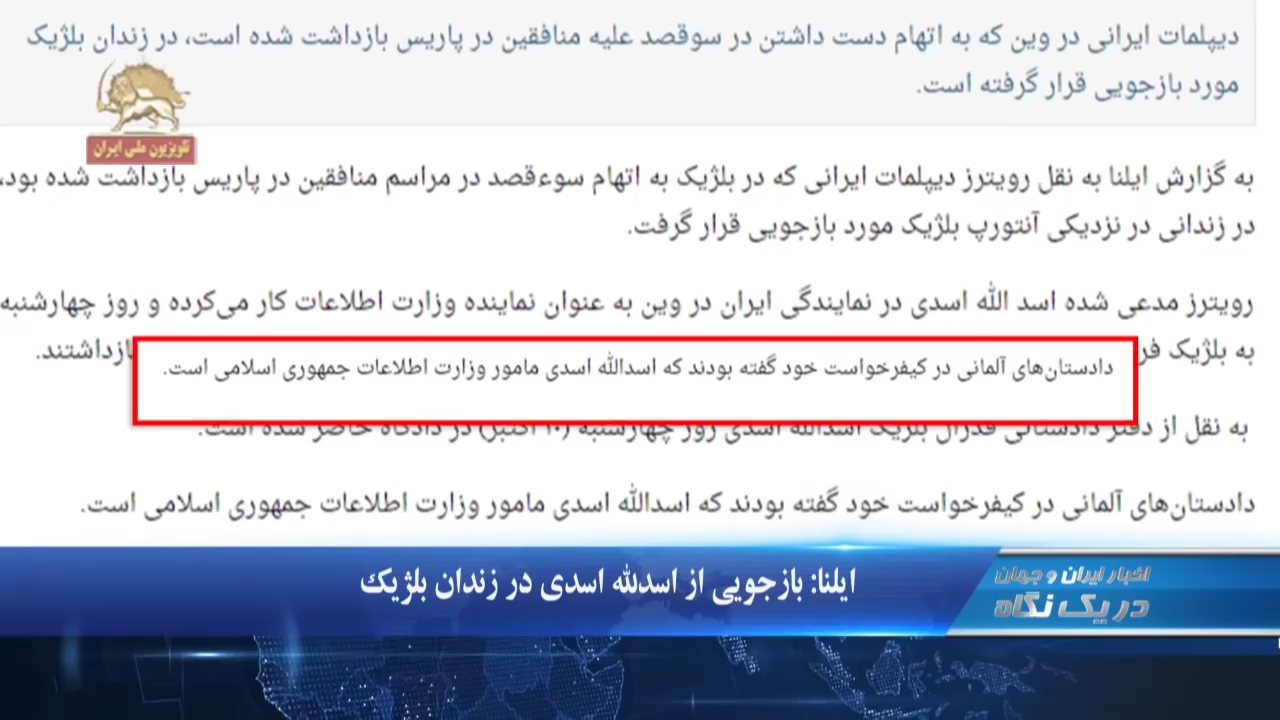 دیپلمات ایرانی در وین که به اتهام دست داشتن در سوقصد علیه منافقین در پاریس بازداشت شده است، در زندان بلژیک
مورد بازجویی قرار گرفته است.
تلویزیون ملی ایران
به گزارش ایلنا به نقل رویترز دیپلمات ایرانی که در بلژیک به اتهام سوءقصد در مراسم منافقین در پاریس بازداشت شده بود،
در زندانی در نزدیکی آنتورپ بلژیک مورد بازجویی قرار گرفت.
رویترز مدعی شده اسد الله اسدی در نمایندگی ایران در وین به عنوان نماینده وزارت اطلاعات کار می‌کرده و روز چهارشنبه
به بلژیک
دادستان‌های آلمانی در کیفرخواست خود گفته بودند که اسدالله اسدی مامور وزارت اطلاعات جمهوری اسلامی است.
به نقل از دفتر دادستانی فدرال بلژیک اسدالله اسدی روز چهارشنبه (۱۰ اکتبر) در دادگاه حاضر شده است.
دادستان‌های آلمانی در کیفرخواست خود گفته بودند که اسدالله اسدی مامور وزارت اطلاعات جمهوری اسلامی است.
اخبار ایران و جهان
در یک نگاه
ایلنا: بازجویی از اسدلله اسدی در زندان بلژیک